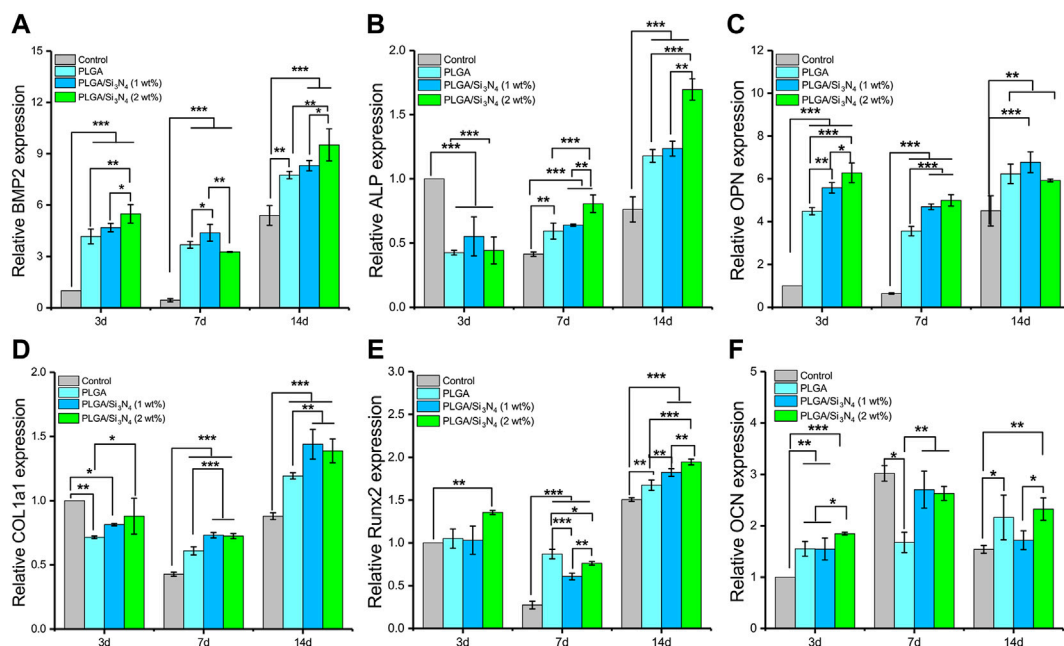 A
Relative BMP2 expression
15
12
9
6
3
0
Control
PLGA
PLGA/Si₃N₄ (1 wt%)
PLGA/Si₃N₄ (2 wt%)
***
**
*
***
*
**
***
**
**
*
3d 7d 14d
B
Relative ALP expression
2.0
1.5
1.0
0.5
0.0
Control
PLGA
PLGA/Si₃N₄ (1 wt%)
PLGA/Si₃N₄ (2 wt%)
***
***
***
***
**
**
***
***
**
3d 7d 14d
C
Relative OPN expression
12
10
8
6
4
2
0
Control
PLGA
PLGA/Si₃N₄ (1 wt%)
PLGA/Si₃N₄ (2 wt%)
***
***
**
*
***
***
**
***
3d 7d 14d
D
Relative COL1a1 expression
2.0
1.5
1.0
0.5
0.0
Control
PLGA
PLGA/Si₃N₄ (1 wt%)
PLGA/Si₃N₄ (2 wt%)
*
*
**
***
***
***
**
3d 7d 14d
E
Relative Runx2 expression
3.0
2.5
2.0
1.5
1.0
0.5
0.0
Control
PLGA
PLGA/Si₃N₄ (1 wt%)
PLGA/Si₃N₄ (2 wt%)
**
***
*
***
**
***
***
**
**
**
3d 7d 14d
F
Relative OCN expression
5
4
3
2
1
0
Control
PLGA
PLGA/Si₃N₄ (1 wt%)
PLGA/Si₃N₄ (2 wt%)
***
**
*
**
*
**
*
*
3d 7d 14d